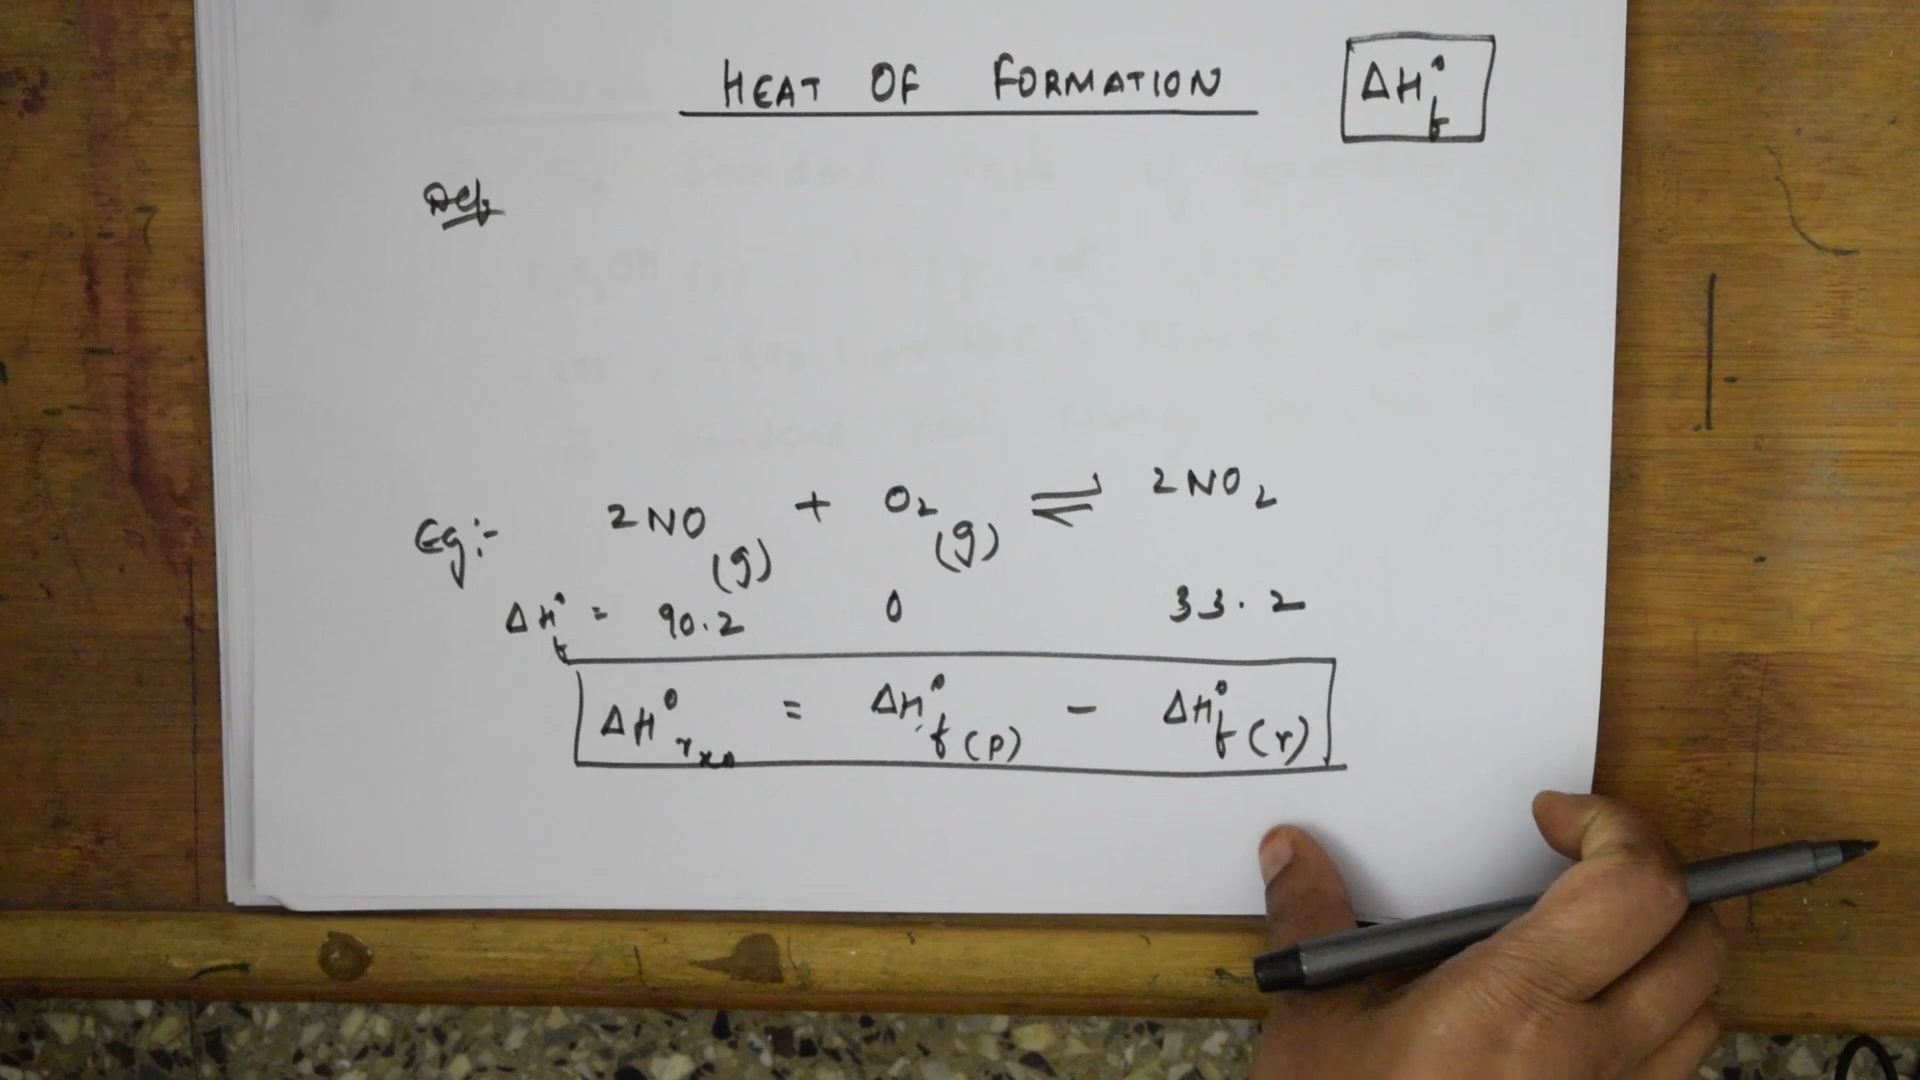 HEAT OF FORMATION
ΔH°f
Def
Eg:- 2NO(g) + O2(g) ⇌ 2NO2
ΔH°f = 90.2 0 33.2
ΔH°rxn = ΔH°f(p) - ΔH°f(r)